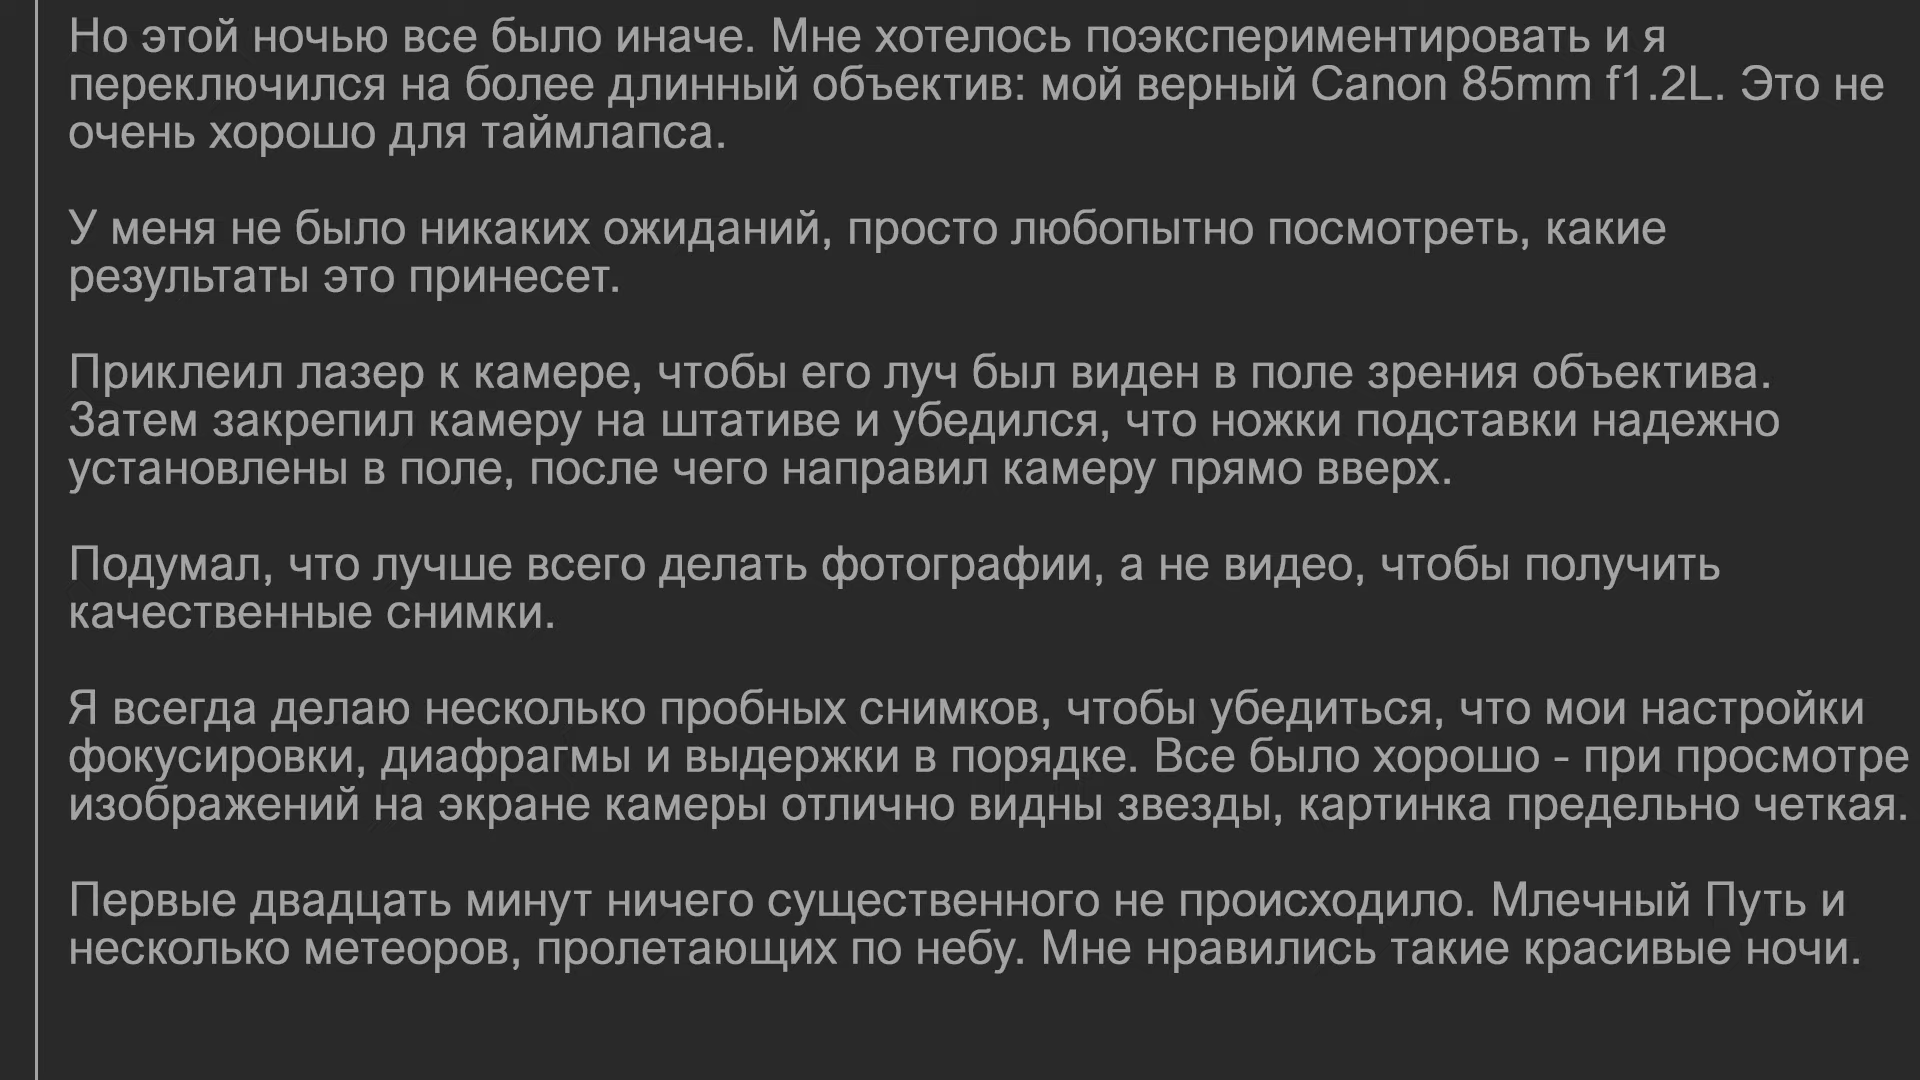 Но этой ночью все было иначе. Мне хотелось поэкспериментировать и я
переключился на более длинный объектив: мой верный Canon 85mm f1.2L. Это не
очень хорошо для таймлапса.
У меня не было никаких ожиданий, просто любопытно посмотреть, какие
результаты это принесет.
Приклеил лазер к камере, чтобы его луч был виден в поле зрения объектива.
Затем закрепил камеру на штативе и убедился, что ножки подставки надежно
установлены в поле, после чего направил камеру прямо вверх.
Подумал, что лучше всего делать фотографии, а не видео, чтобы получить
качественные снимки.
Я всегда делаю несколько пробных снимков, чтобы убедиться, что мои настройки
фокусировки, диафрагмы и выдержки в порядке. Все было хорошо - при просмотре
изображений на экране камеры отлично видны звезды, картинка предельно четкая.
Первые двадцать минут ничего существенного не происходило. Млечный Путь и
несколько метеоров, пролетающих по небу. Мне нравились такие красивые ночи.